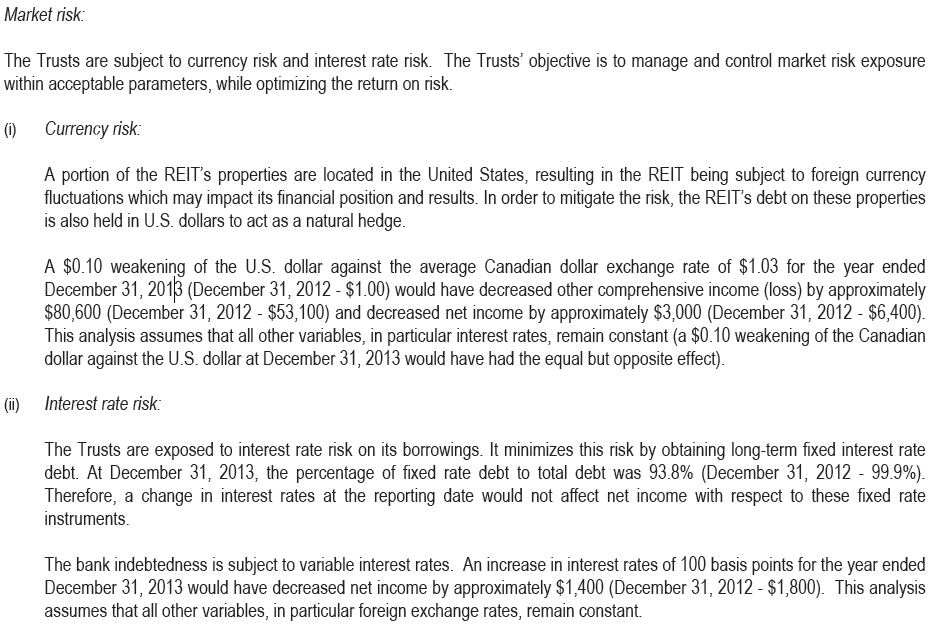 Market risk:
The Trusts are subject to currency risk and interest rate risk.  The Trusts’ objective is to manage and control market risk exposure
within acceptable parameters, while optimizing the return on risk.
(i) Currency risk:
A portion of the REIT’s properties are located in the United States, resulting in the REIT being subject to foreign currency
fluctuations which may impact its financial position and results. In order to mitigate the risk, the REIT’s debt on these properties
is also held in U.S. dollars to act as a natural hedge.
A $0.10 weakening of the U.S. dollar against the average Canadian dollar exchange rate of $1.03 for the year ended
December 31, 2013 (December 31, 2012 - $1.00) would have decreased other comprehensive income (loss) by approximately
$80,600 (December 31, 2012 - $53,100) and decreased net income by approximately $3,000 (December 31, 2012 - $6,400).
This analysis assumes that all other variables, in particular interest rates, remain constant (a $0.10 weakening of the Canadian
dollar against the U.S. dollar at December 31, 2013 would have had the equal but opposite effect).
(ii) Interest rate risk:
The Trusts are exposed to interest rate risk on its borrowings. It minimizes this risk by obtaining long-term fixed interest rate
debt. At December 31, 2013, the percentage of fixed rate debt to total debt was 93.8% (December 31, 2012 - 99.9%).
Therefore, a change in interest rates at the reporting date would not affect net income with respect to these fixed rate
instruments.
The bank indebtedness is subject to variable interest rates.  An increase in interest rates of 100 basis points for the year ended
December 31, 2013 would have decreased net income by approximately $1,400 (December 31, 2012 - $1,800).  This analysis
assumes that all other variables, in particular foreign exchange rates, remain constant.